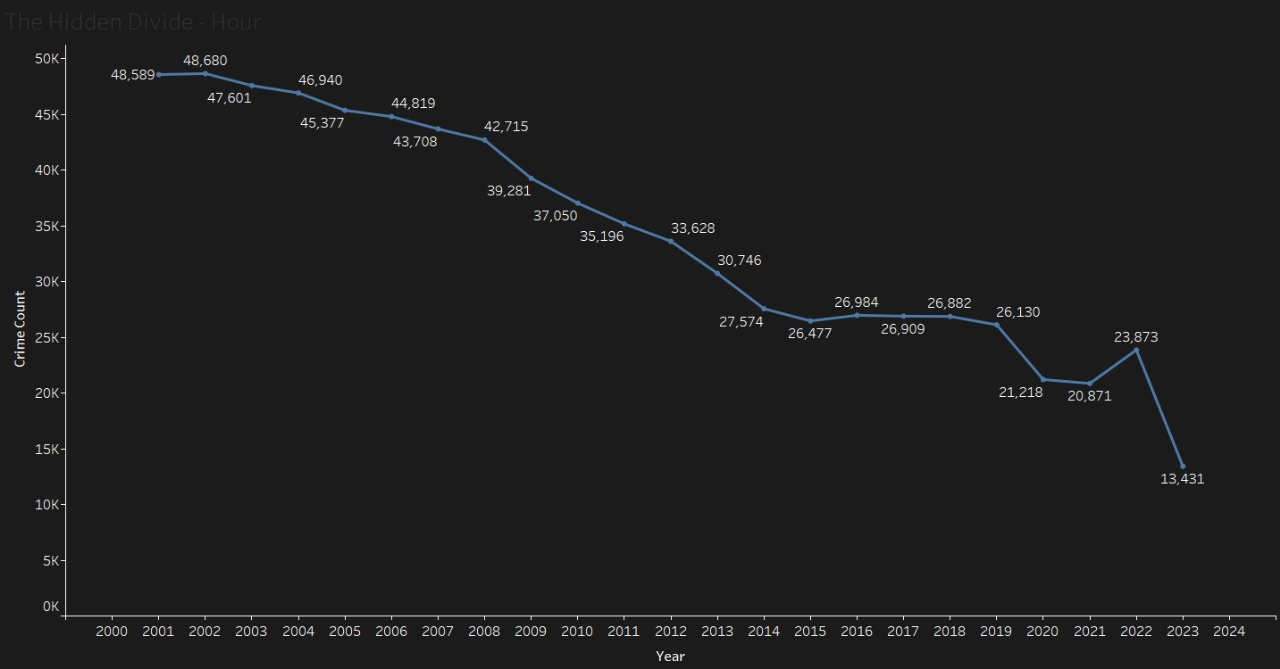 The Hidden Divide - Hour
50K
45K
40K
35K
30K
25K
20K
15K
10K
5K
0K
Crime Count
48,589
48,680
47,601
46,940
45,377
44,819
43,708
42,715
39,281
37,050
35,196
33,628
30,746
27,574
26,477
26,984
26,909
26,882
26,130
21,218
20,871
23,873
13,431
2000 2001 2002 2003 2004 2005 2006 2007 2008 2009 2010 2011 2012 2013 2014 2015 2016 2017 2018 2019 2020 2021 2022 2023 2024
Year